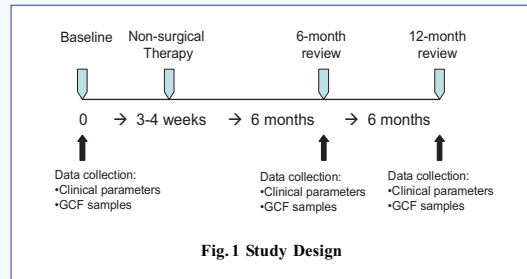 Baseline Non-surgical 6-month 12-month
Therapy review review
0 → 3-4 weeks → 6 months → 6 months
Data collection: Data collection: Data collection:
•Clinical parameters •Clinical parameters •Clinical parameters
•GCF samples •GCF samples •GCF samples
Fig. 1 Study Design